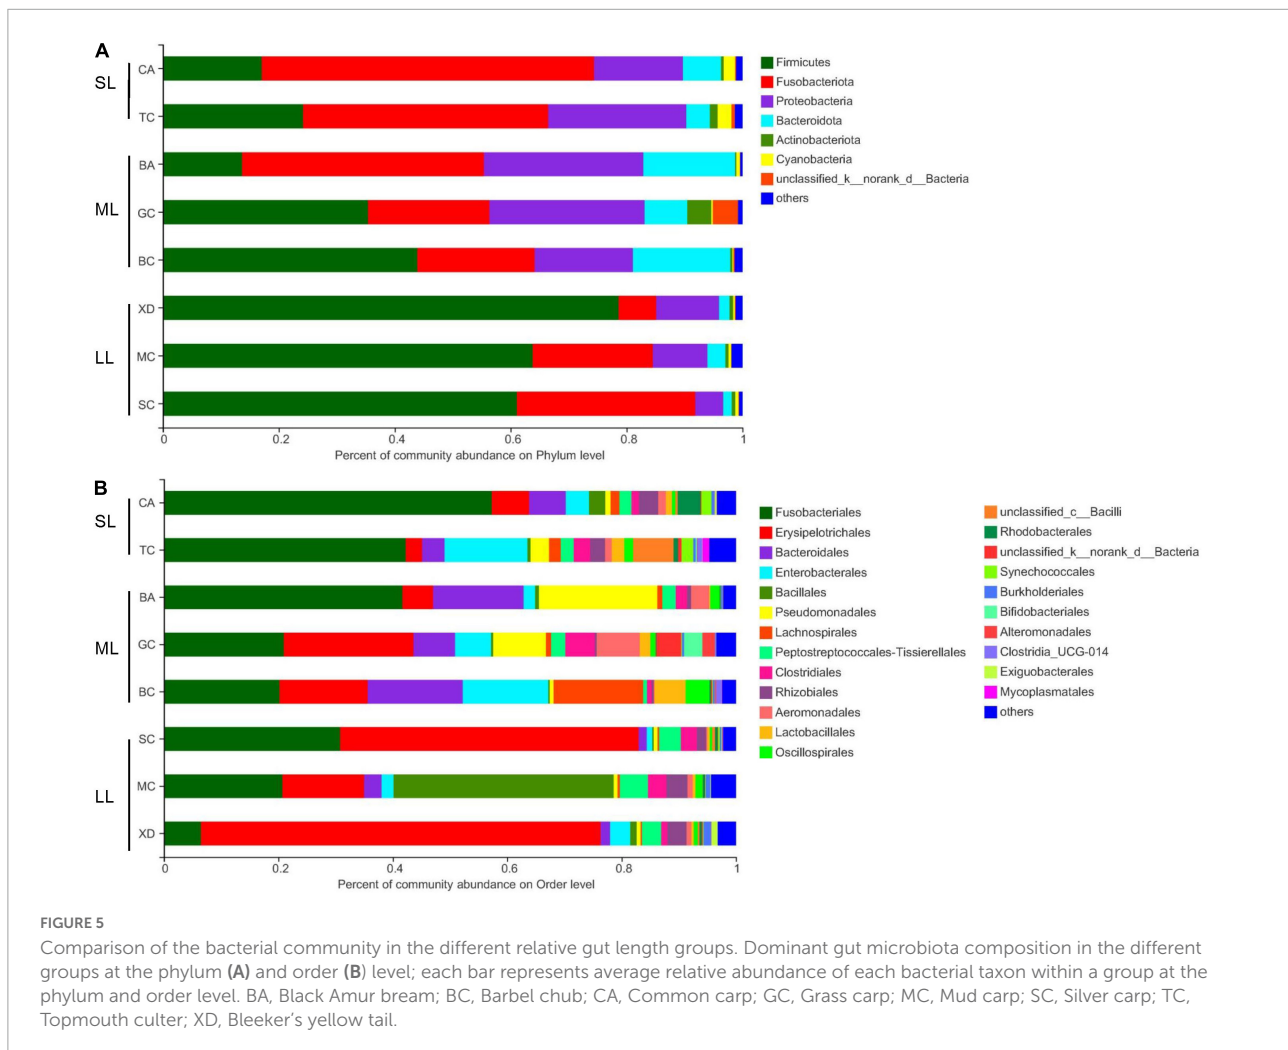 A
SL
CA
TC
ML
BA
GC
BC
LL
XD
MC
SC
0
0.2
0.4
0.6
0.8
1
Percent of community abundance on Phylum level
Firmicutes
Fusobacteriota
Proteobacteria
Bacteroidota
Actinobacteriota
Cyanobacteria
unclassified_k__norank_d__Bacteria
others
B
SL
CA
TC
ML
BA
GC
BC
LL
SC
MC
XD
0
0.2
0.4
0.6
0.8
1
Percent of community abundance on Order level
Fusobacteriales
Erysipelotrichales
Bacteroidales
Enterobacterales
Bacillales
Pseudomonadales
Lachnospirales
Peptostreptococcales-Tissierellales
Clostridiales
Rhizobiales
Aeromonadales
Lactobacillales
Oscillospirales
unclassified_c__Bacilli
Rhodobacterales
unclassified_k__norank_d__Bacteria
Synechococcales
Burkholderiales
Bifidobacteriales
Alteromonadales
Clostridia_UCG-014
Exiguobacterales
Mycoplasmatales
others
FIGURE 5
Comparison of the bacterial community in the different relative gut length groups. Dominant gut microbiota composition in the different
groups at the phylum (A) and order (B) level; each bar represents average relative abundance of each bacterial taxon within a group at the
phylum and order level. BA, Black Amur bream; BC, Barbel chub; CA, Common carp; GC, Grass carp; MC, Mud carp; SC, Silver carp; TC,
Topmouth culter; XD, Bleeker's yellow tail.